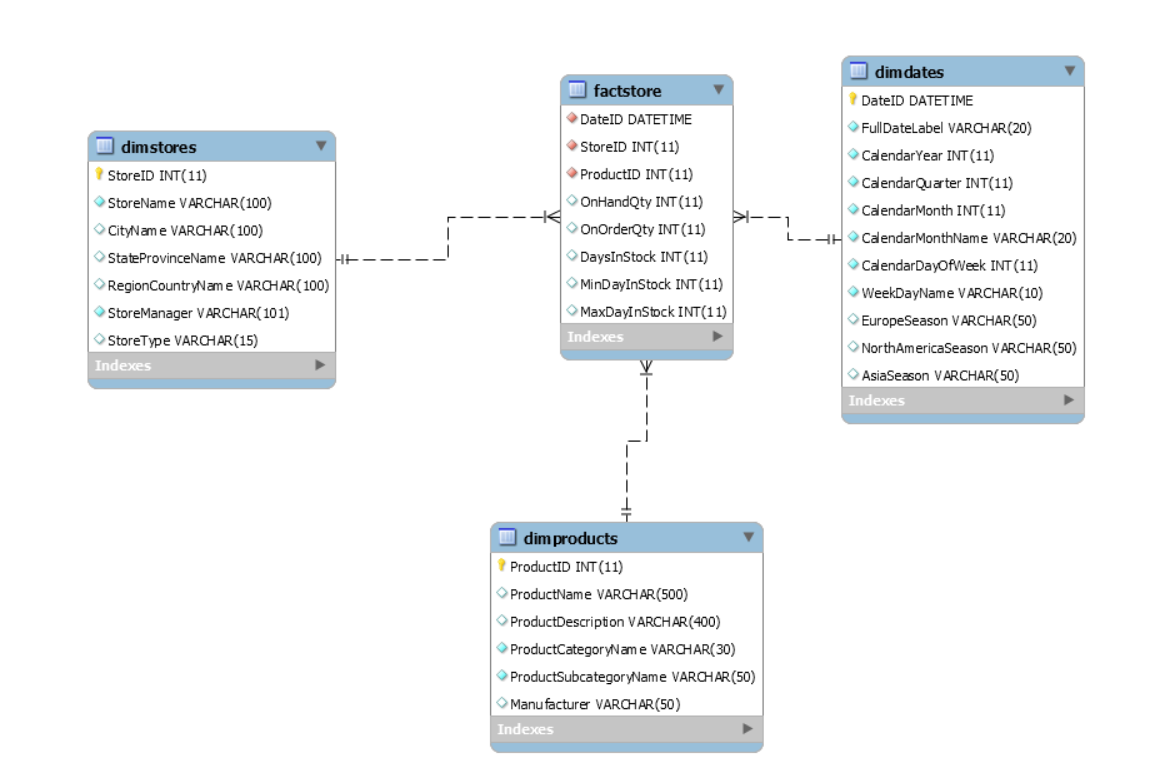 dimstores
StoreID INT(11)
StoreName VARCHAR(100)
CityName VARCHAR(100)
StateProvinceName VARCHAR(100)
RegionCountryName VARCHAR(100)
StoreManager VARCHAR(101)
StoreType VARCHAR(15)
Indexes
factstore
DateID DATETIME
StoreID INT(11)
ProductID INT(11)
OnHandQty INT(11)
OnOrderQty INT(11)
DaysInStock INT(11)
MinDayInStock INT(11)
MaxDayInStock INT(11)
Indexes
dimdates
DateID DATETIME
FullDateLabel VARCHAR(20)
CalendarYear INT(11)
CalendarQuarter INT(11)
CalendarMonth INT(11)
CalendarMonthName VARCHAR(20)
CalendarDayOfWeek INT(11)
WeekDayName VARCHAR(10)
EuropeSeason VARCHAR(50)
NorthAmericaSeason VARCHAR(50)
AsiaSeason VARCHAR(50)
Indexes
dimproducts
ProductID INT(11)
ProductName VARCHAR(500)
ProductDescription VARCHAR(400)
ProductCategoryName VARCHAR(30)
ProductSubcategoryName VARCHAR(50)
Manufacturer VARCHAR(50)
Indexes